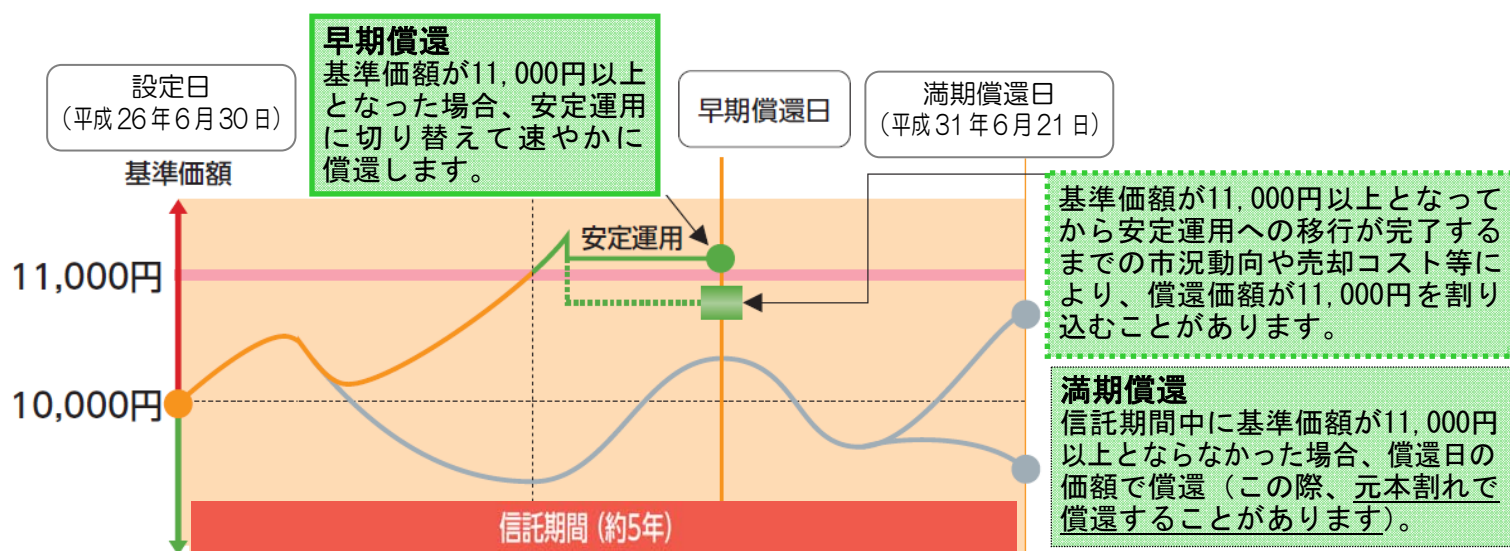 早期償還
基準価額が11,000円以上
となった場合、安定運用
に切り替えて速やかに
償還します。
設定日
(平成26年6月30日)
早期償還日
満期償還日
(平成31年6月21日)
基準価額
安定運用
11,000円
10,000円
基準価額が11,000円以上となって
から安定運用への移行が完了する
までの市況動向や売却コスト等に
より、償還価額が11,000円を割り
込むことがあります。
満期償還
信託期間中に基準価額が11,000円
以上とならなかった場合、償還日の
価額で償還（この際、元本割れで
償還することがあります）。
信託期間 (約5年)